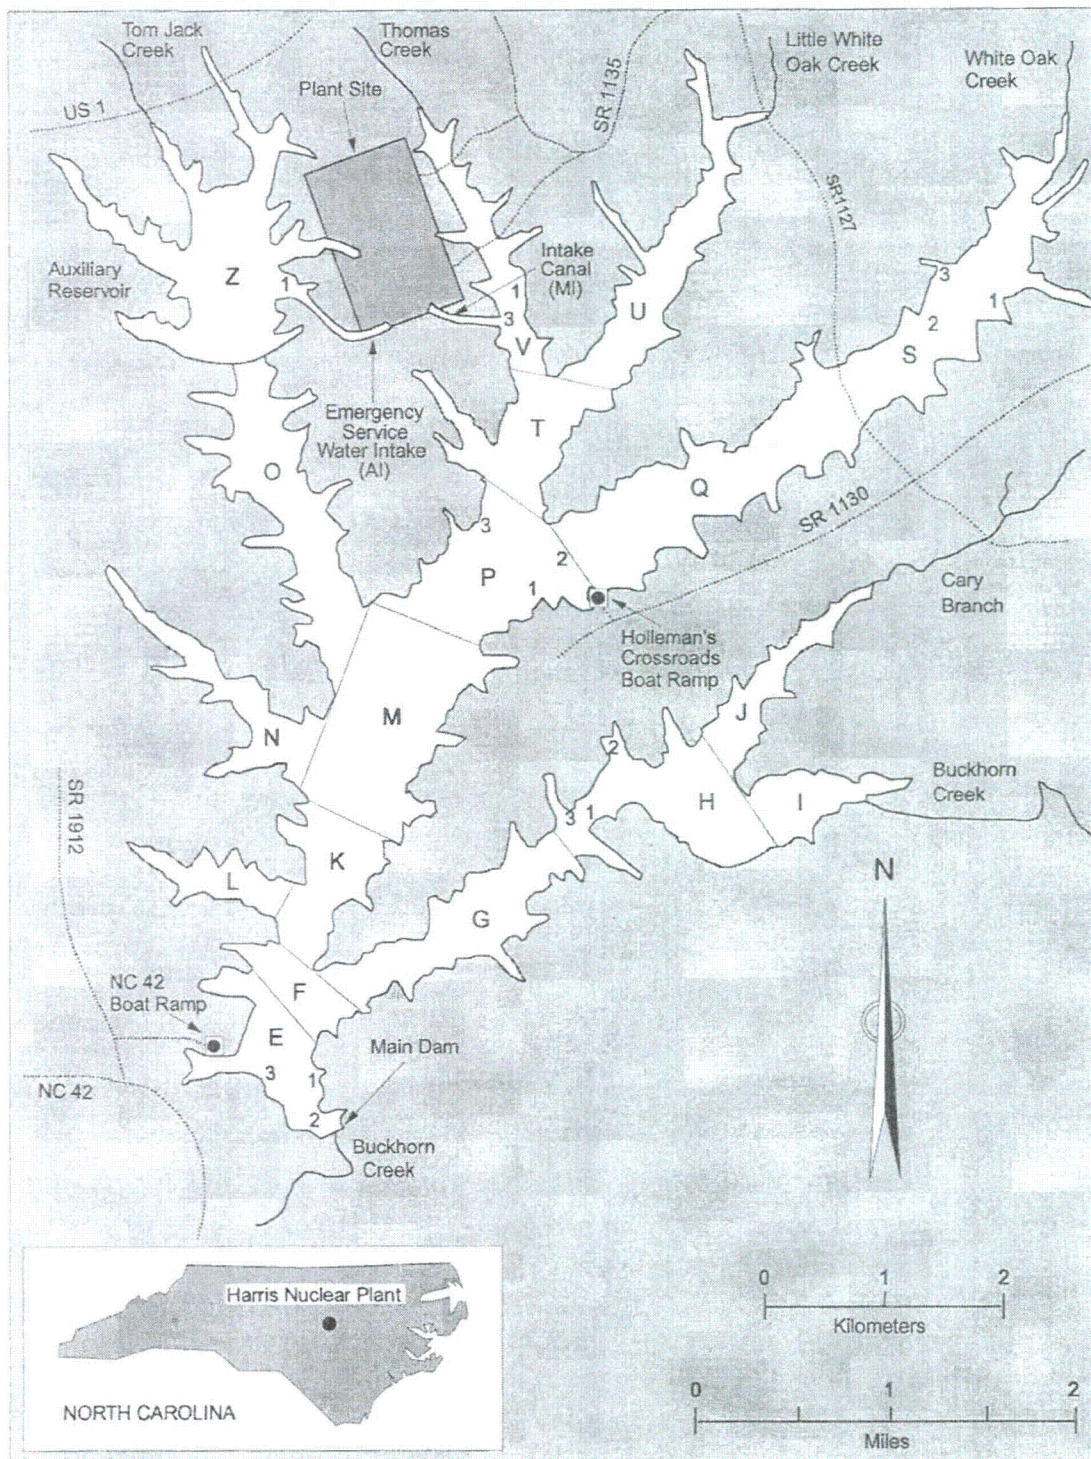 Tom Jack
Creek
Thomas
Creek
Little White
Oak Creek
White Oak
Creek
US 1
Plant Site
SR 1135
SR1127
Auxiliary
Reservoir
Z
1
Intake
Canal
(MI)
1
3
V
U
3
1
2
S
Emergency
Service
Water Intake
(AI)
T
O
Q
SR 1130
3
2
P
1
Cary
Branch
Holleman's
Crossroads
Boat Ramp
M
N
J
2
H
I
Buckhorn
Creek
3
1
SR 1912
K
L
N
G
NC 42
Boat Ramp
F
E
Main Dam
3
1
2
NC 42
Buckhorn
Creek
Harris Nuclear Plant
NORTH CAROLINA
0
1
2
Kilometers
0
1
2
Miles